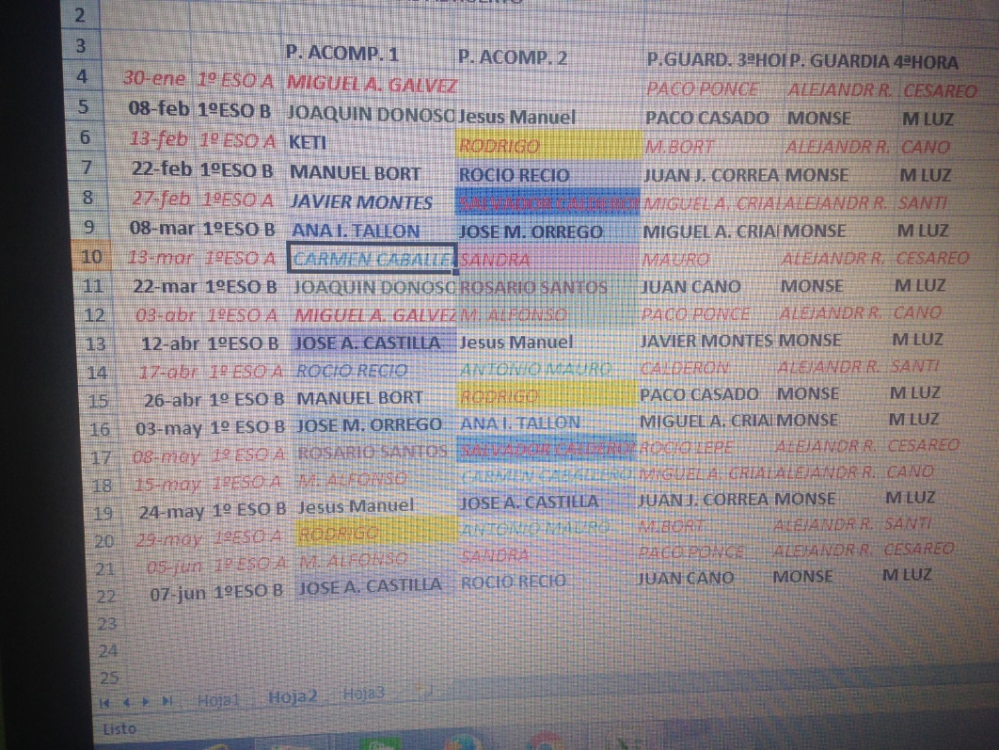 2
3 P. ACOMP. 1 P. ACOMP. 2 P.GUARD. 3ªHOI P. GUARDIA 4ªHORA
4 30-ene 1º ESO A MIGUEL A. GALVEZ PACO PONCE ALEJANDR R. CESAREO
5 08-feb 1ºESO B JOAQUIN DONOSO Jesus Manuel PACO CASADO MONSE M LUZ
6 13-feb 1º ESO A KETI RODRIGO M.BORT ALEJANDR R. CANO
7 22-feb 1ºESO B MANUEL BORT ROCIO RECIO JUAN J. CORREA MONSE M LUZ
8 27-feb 1ºESO A JAVIER MONTES SALVADOR CALDERO MIGUEL A. CRIAI ALEJANDR R. SANTI
9 08-mar 1ºESO B ANA I. TALLON JOSE M. ORREGO MIGUEL A. CRIAI MONSE M LUZ
10 13-mar 1ºESO A CARMEN CABALLE SANDRA MAURO ALEJANDR R. CESAREO
11 22-mar 1º ESO B JOAQUIN DONOSO ROSARIO SANTOS JUAN CANO MONSE M LUZ
12 03-abr 1º ESO A MIGUEL A. GALVEZ M. ALFONSO PACO PONCE ALEJANDR R. CANO
13 12-abr 1ºESO B JOSE A. CASTILLA Jesus Manuel JAVIER MONTES MONSE M LUZ
14 17-abr 1º ESO A ROCIO RECIO ANTONIO MAURO CALDERON ALEJANDR R. SANTI
15 26-abr 1º ESO B MANUEL BORT RODRIGO PACO CASADO MONSE M LUZ
16 03-may 1º ESO B JOSE M. ORREGO ANA I. TALLON MIGUEL A. CRIAI MONSE M LUZ
17 08-may 1º ESO A ROSARIO SANTOS SALVADOR CALDERO ROCIO LEPE ALEJANDR R. CESAREO
18 15-may 1ºESO A M. ALFONSO CARMEN CABALLERO MIGUEL A. CRIAL ALEJANDR R. CANO
19 24-may 1º ESO B Jesus Manuel JOSE A. CASTILLA JUAN J. CORREA MONSE M LUZ
20 29-may 1ºESO A RODRIGO ANTONIO MAURO M.BORT ALEJANDR R. SANTI
21 05-jun 1º ESO A M. ALFONSO SANDRA PACO PONCE ALEJANDR R. CESAREO
22 07-jun 1ºESO B JOSE A. CASTILLA ROCIO RECIO JUAN CANO MONSE M LUZ
23
24
25
Hoja1 Hoja2 Hoja3
Listo